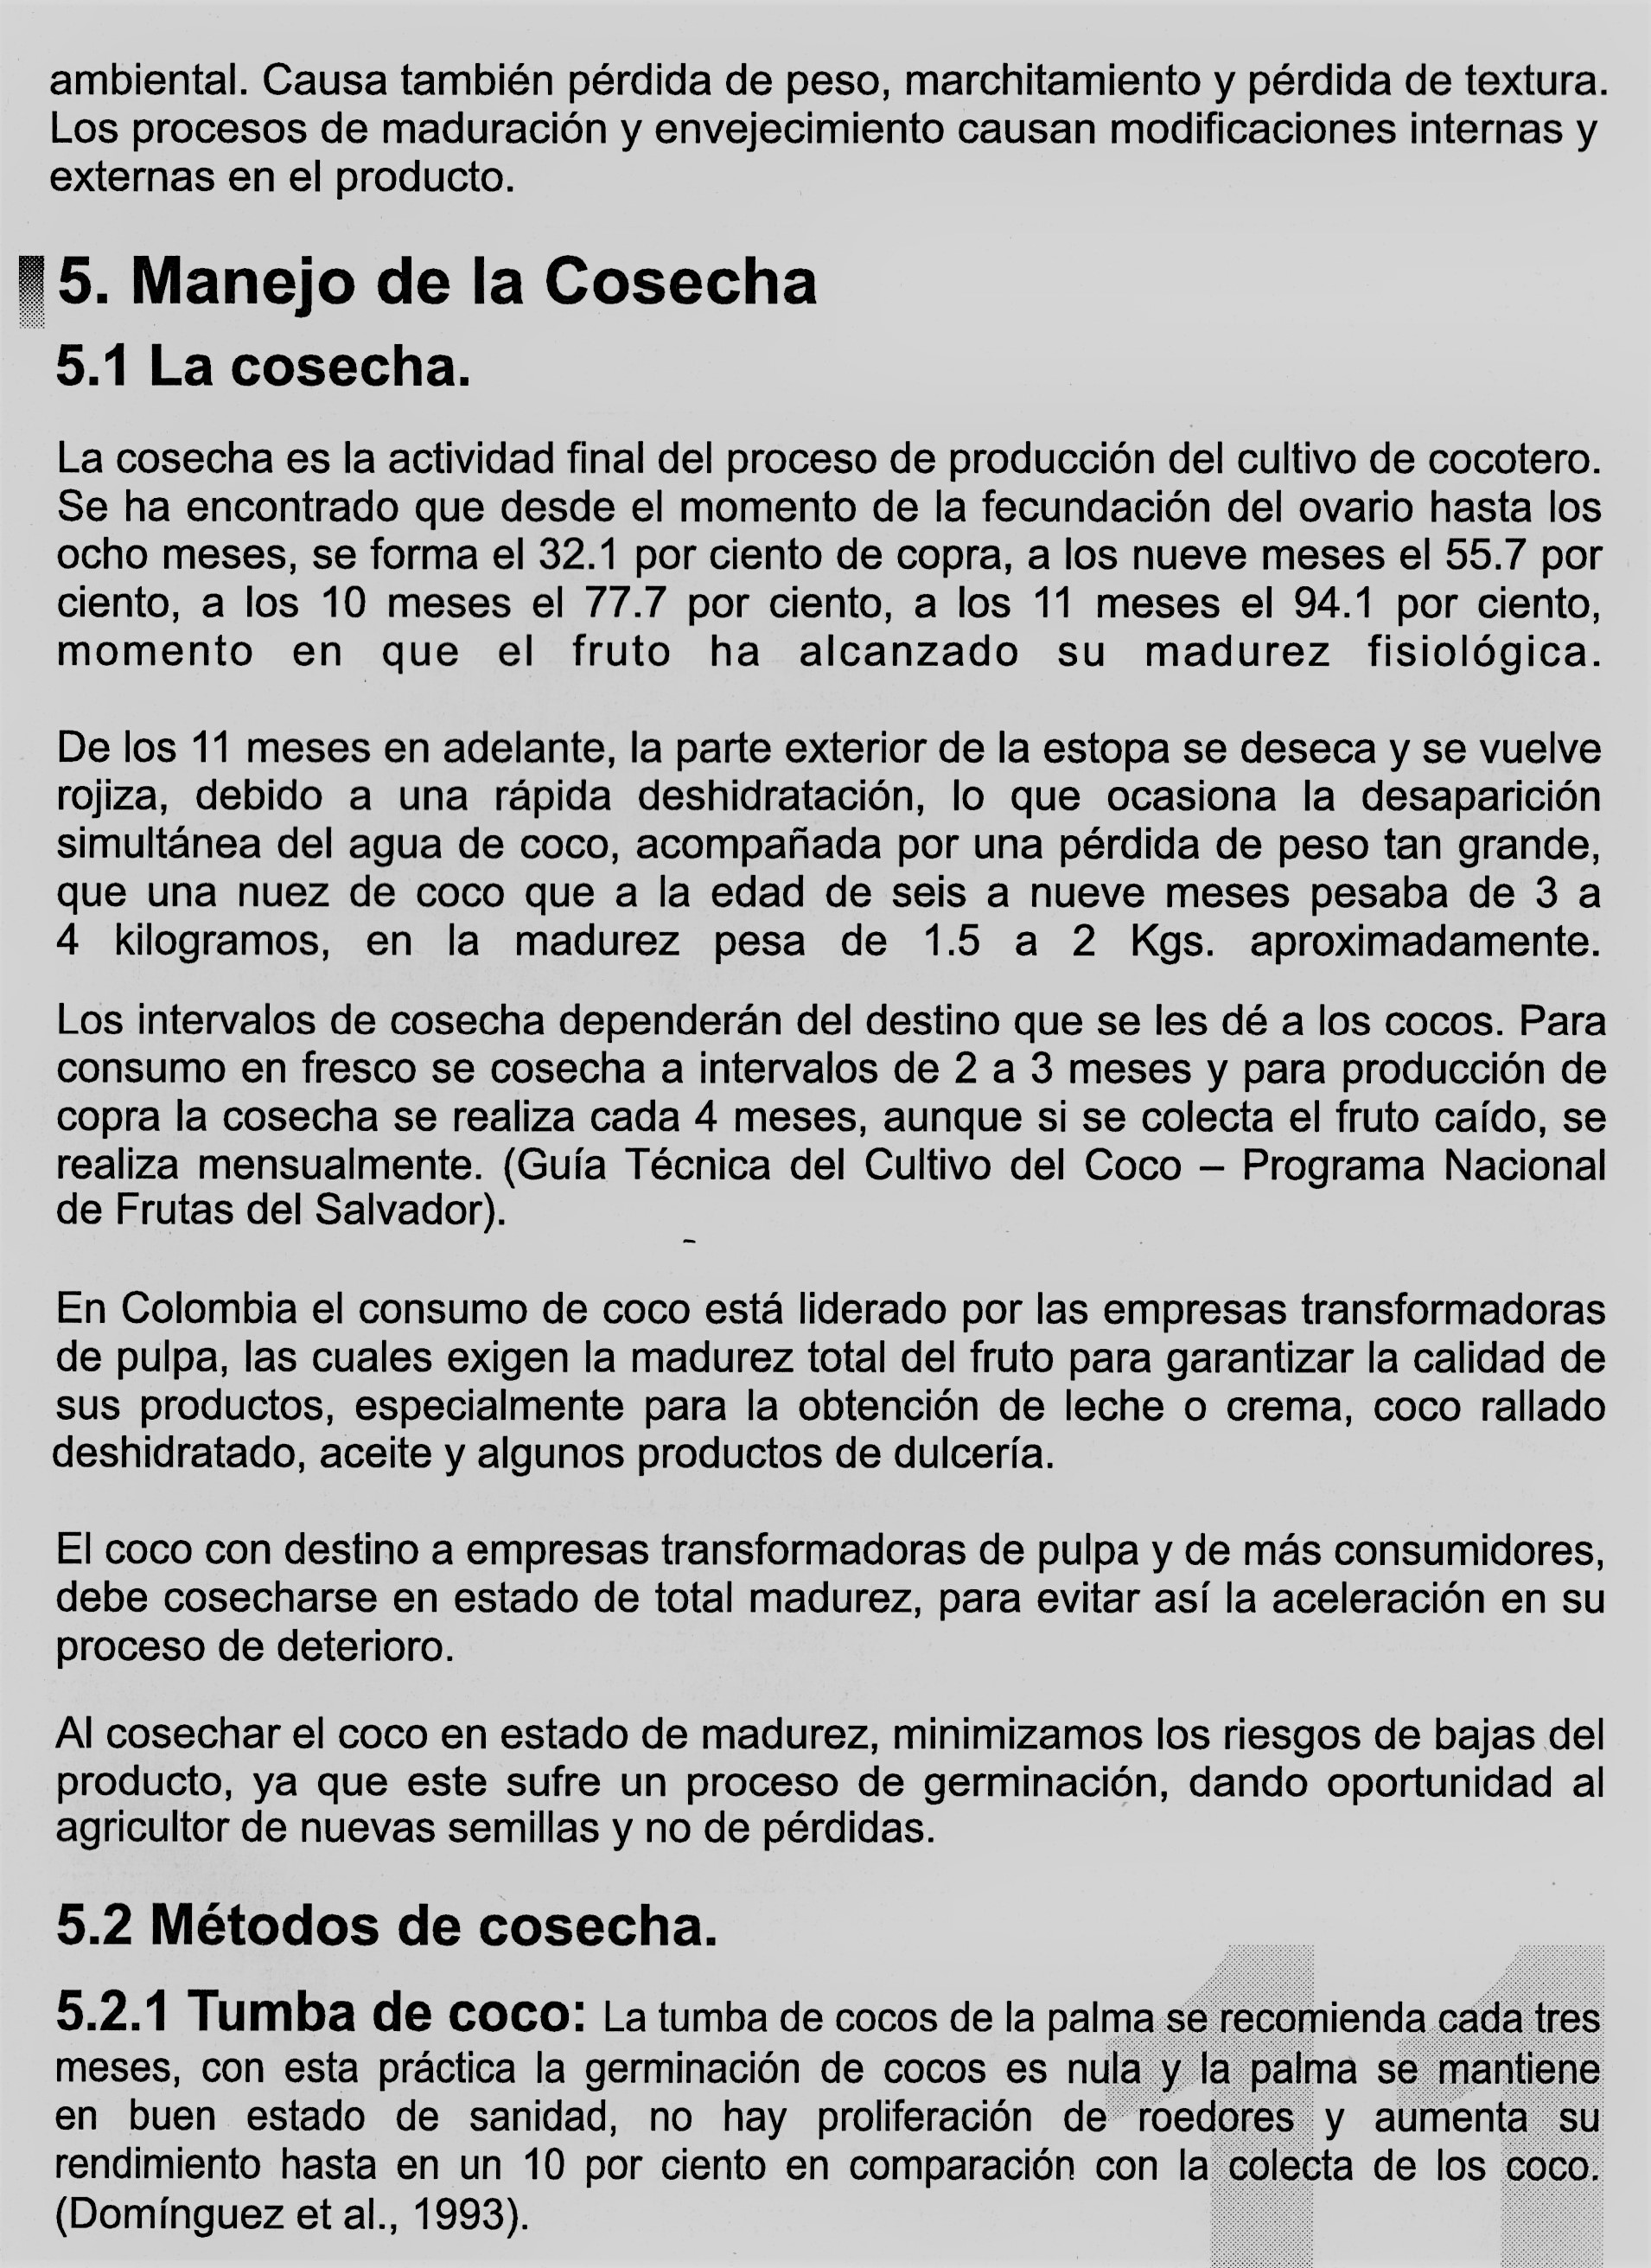 ambiental. Causa también pérdida de peso, marchitamiento y pérdida de textura.
Los procesos de maduración y envejecimiento causan modificaciones internas y
externas en el producto.
5. Manejo de la Cosecha
5.1 La cosecha.
La cosecha es la actividad final del proceso de producción del cultivo de cocotero.
Se ha encontrado que desde el momento de la fecundación del ovario hasta los
ocho meses, se forma el 32.1 por ciento de copra, a los nueve meses el 55.7 por
ciento, a los 10 meses el 77.7 por ciento, a los 11 meses el 94.1 por ciento,
momento en que el fruto ha alcanzado su madurez fisiológica.
De los 11 meses en adelante, la parte exterior de la estopa se deseca y se vuelve
rojiza, debido a una rápida deshidratación, lo que ocasiona la desaparición
simultánea del agua de coco, acompañada por una pérdida de peso tan grande,
que una nuez de coco que a la edad de seis a nueve meses pesaba de 3 a
4 kilogramos, en la madurez pesa de 1.5 a 2 Kgs. aproximadamente.
Los intervalos de cosecha dependerán del destino que se les dé a los cocos. Para
consumo en fresco se cosecha a intervalos de 2 a 3 meses y para producción de
copra la cosecha se realiza cada 4 meses, aunque si se colecta el fruto caído, se
realiza mensualmente. (Guía Técnica del Cultivo del Coco – Programa Nacional
de Frutas del Salvador).
En Colombia el consumo de coco está liderado por las empresas transformadoras
de pulpa, las cuales exigen la madurez total del fruto para garantizar la calidad de
sus productos, especialmente para la obtención de leche o crema, coco rallado
deshidratado, aceite y algunos productos de dulcería.
El coco con destino a empresas transformadoras de pulpa y de más consumidores,
debe cosecharse en estado de total madurez, para evitar así la aceleración en su
proceso de deterioro.
Al cosechar el coco en estado de madurez, minimizamos los riesgos de bajas del
producto, ya que este sufre un proceso de germinación, dando oportunidad al
agricultor de nuevas semillas y no de pérdidas.
5.2 Métodos de cosecha.
5.2.1 Tumba de coco: La tumba de cocos de la palma se recomienda cada tres
meses, con esta práctica la germinación de cocos es nula y la palma se mantiene
en buen estado de sanidad, no hay proliferación de roedores y aumenta su
rendimiento hasta en un 10 por ciento en comparación con la colecta de los coco.
(Domínguez et al., 1993).
11